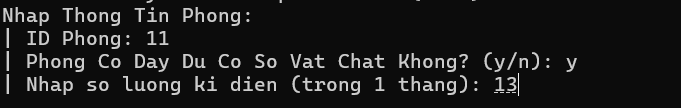 Nhap Thong Tin Phong:
| ID Phong: 11
| Phong Co Day Du Co So Vat Chat Khong? (y/n): y
| Nhap so luong ki dien (trong 1 thang): 13